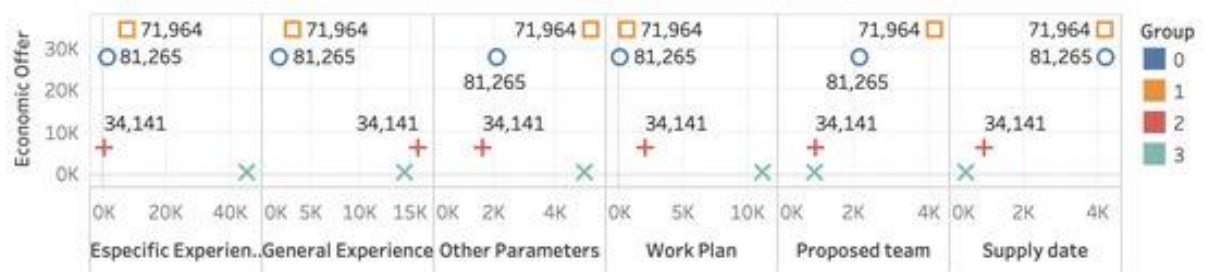 Economic Offer
30K
20K
10K
0K
71,964 71,964 71,964 71,964 71,964 71,964
81,265 81,265 81,265 81,265 81,265 81,265
34,141 34,141 34,141 34,141 34,141 34,141
0K 20K 40K 0K 5K 10K 15K 0K 2K 4K 0K 5K 10K 0K 2K 4K 0K 2K 4K
Especific Experien.. General Experience Other Parameters Work Plan Proposed team Supply date
Group
0
1
2
3